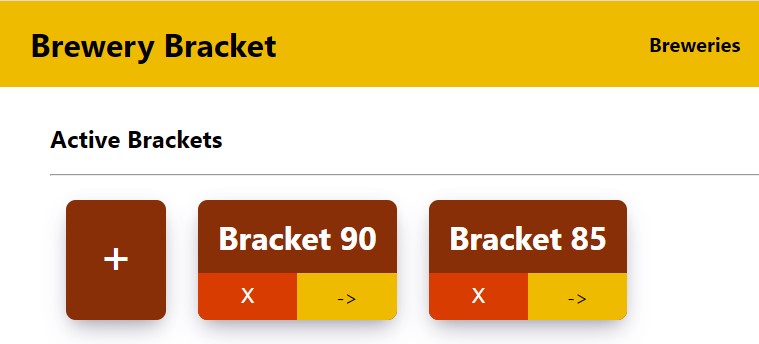 Brewery Bracket
Breweries
Active Brackets
+
Bracket 90
X
->
Bracket 85
X
->